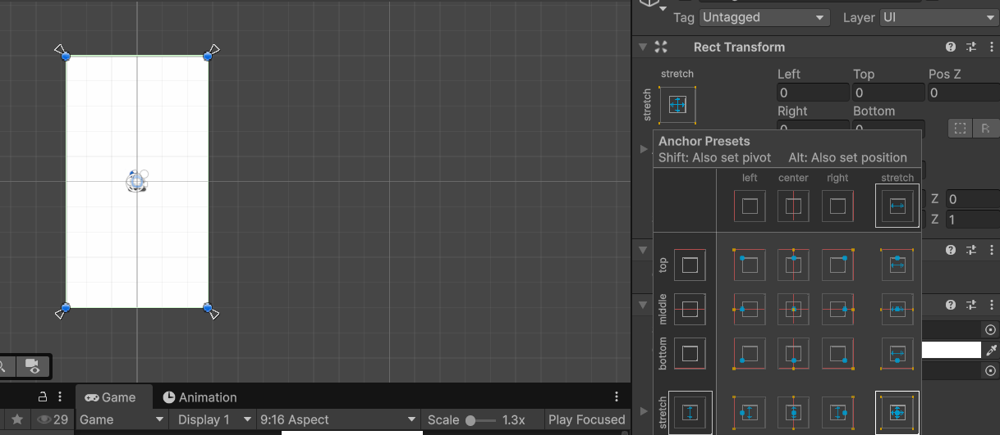 Tag Untagged Layer UI
Rect Transform
stretch Left Top Pos Z
stretch
0 0 0
Right Bottom
R
Anchor Presets
Shift: Also set pivot Alt: Also set position
left center right stretch
Z 0
Z 1
top
middle
bottom
stretch
Game Animation
29 Game Display 1 9:16 Aspect Scale 1.3x Play Focused